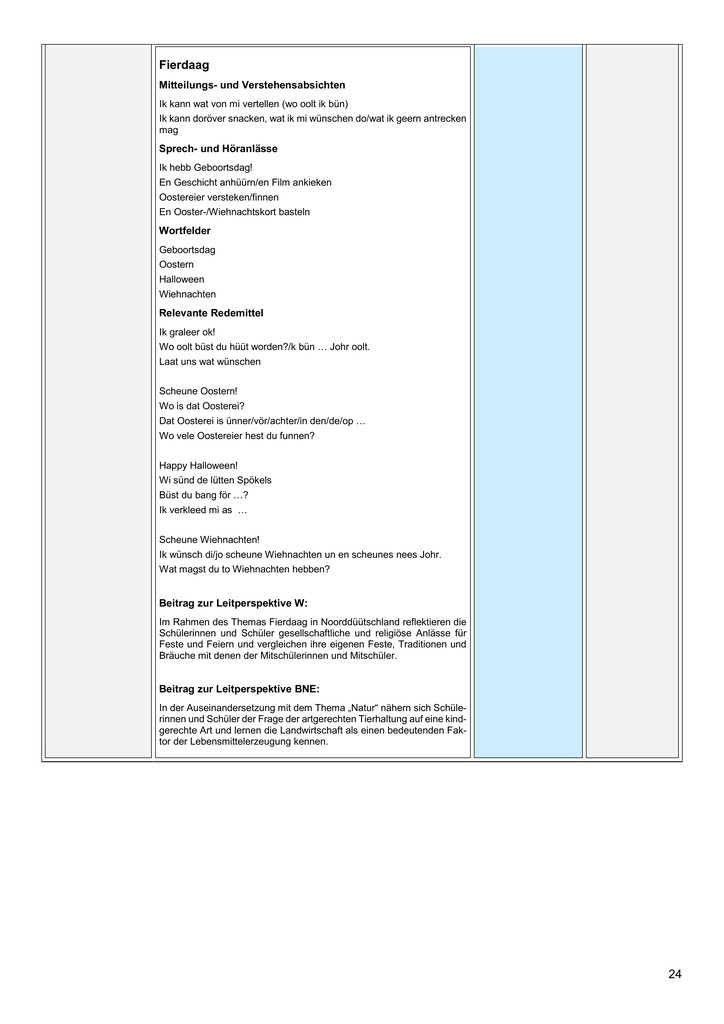 Fierdaag
Mitteilungs- und Verstehensabsichten
Ik kann wat von mi vertellen (wo oolt ik bün)
Ik kann doröver snacken, wat ik mi wünschen do/wat ik geern antrecken
mag
Sprech- und Höranlässe
Ik hebb Geboortsdag!
En Geschicht anhüürn/en Film ankieken
Oostereier versteken/finnen
En Ooster-/Wiehnachtskort basteln
Wortfelder
Geboortsdag
Oostern
Halloween
Wiehnachten
Relevante Redemittel
Ik graleer ok!
Wo oolt büst du hüüt worden?/k bün … Johr oolt.
Laat uns wat wünschen
Scheune Oostern!
Wo is dat Oosterei?
Dat Oosterei is ünner/vör/achter/in den/de/op …
Wo vele Oostereier hest du funnen?
Happy Halloween!
Wi sünd de lütten Spökels
Büst du bang för …?
Ik verkleed mi as …
Scheune Wiehnachten!
Ik wünsch di/jo scheune Wiehnachten un en scheunes nees Johr.
Wat magst du to Wiehnachten hebben?
Beitrag zur Leitperspektive W:
Im Rahmen des Themas Fierdaag in Noorddüütschland reflektieren die
Schülerinnen und Schüler gesellschaftliche und religiöse Anlässe für
Feste und Feiern und vergleichen ihre eigenen Feste, Traditionen und
Bräuche mit denen der Mitschülerinnen und Mitschüler.
Beitrag zur Leitperspektive BNE:
In der Auseinandersetzung mit dem Thema „Natur“ nähern sich Schüle-
rinnen und Schüler der Frage der artgerechten Tierhaltung auf eine kind-
gerechte Art und lernen die Landwirtschaft als einen bedeutenden Fak-
tor der Lebensmittelerzeugung kennen.
24